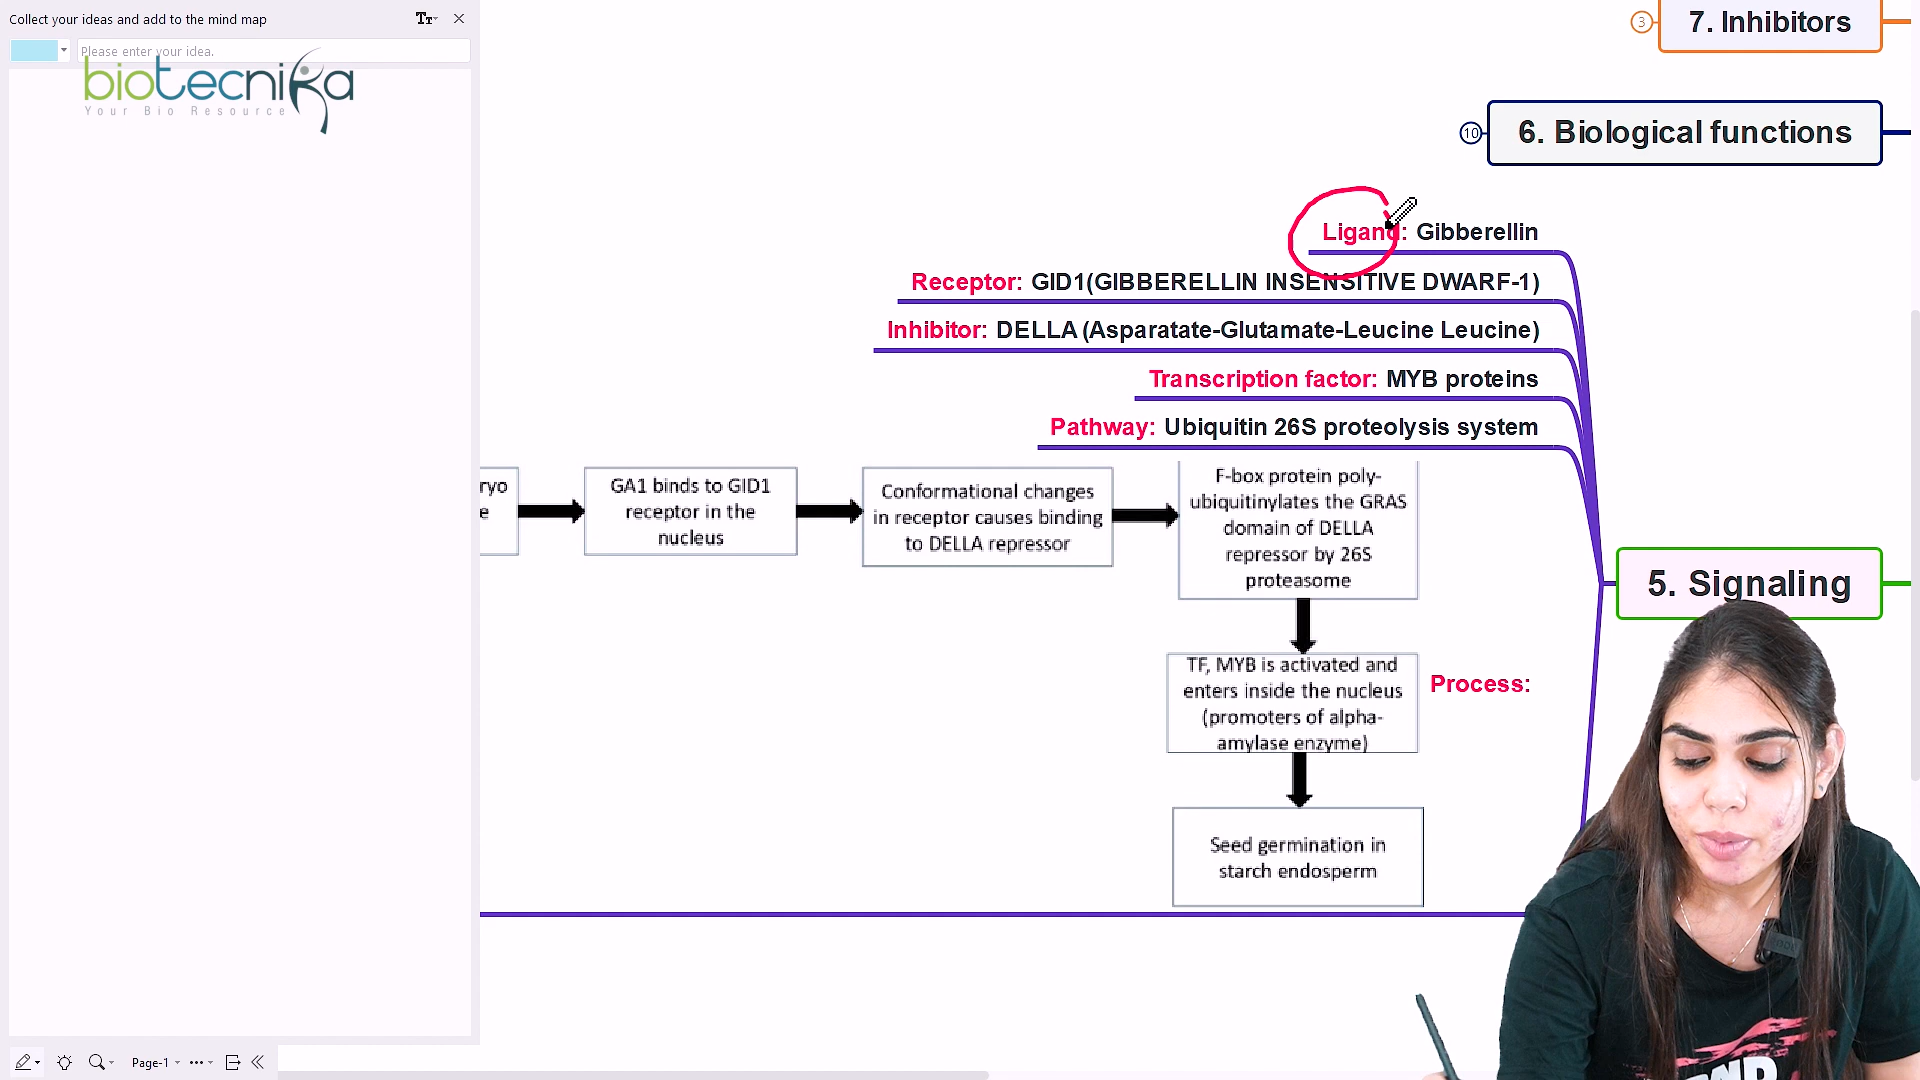 Collect your ideas and add to the mind map
Tт
Please enter your idea.
biotecnika
Your Bio Resource
3
7. Inhibitors
10
6. Biological functions
Ligand: Gibberellin
Receptor: GID1(GIBBERELLIN INSENSITIVE DWARF-1)
Inhibitor: DELLA (Asparatate-Glutamate-Leucine Leucine)
Transcription factor: MYB proteins
Pathway: Ubiquitin 26S proteolysis system
ryo
e
GA1 binds to GID1
receptor in the
nucleus
Conformational changes
in receptor causes binding
to DELLA repressor
F-box protein poly-
ubiquitinylates the GRAS
domain of DELLA
repressor by 26S
proteasome
5. Signaling
TF, MYB is activated and
enters inside the nucleus
(promoters of alpha-
amylase enzyme)
Process:
Seed germination in
starch endosperm
Page-1